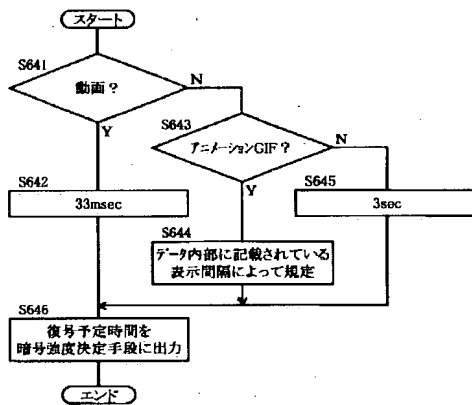 スタート
S641
動画?
N
Y
S643
アニメーションGIF?
N
Y
S642
33msec
S645
3sec
S644
データ内部に記載されている
表示間隔によって規定
S646
復号予定時間を
暗号強度決定手段に出力
エンド